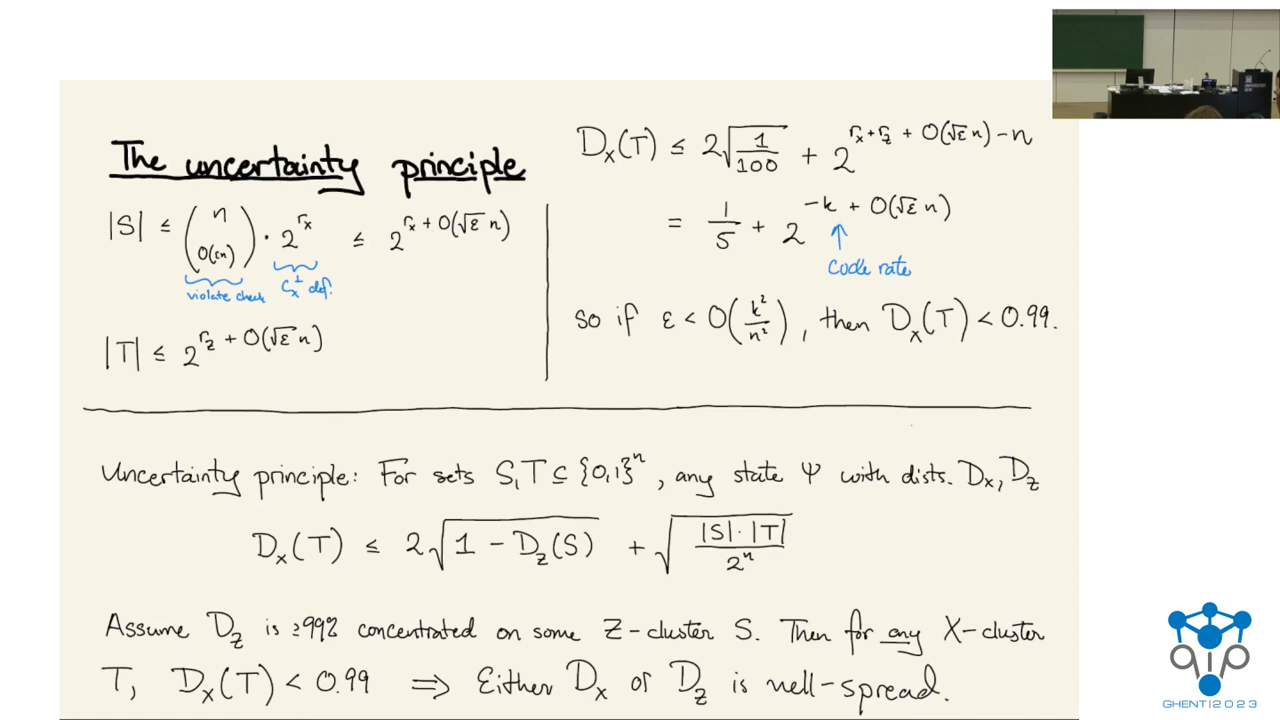 The uncertainty principle
|S| ≤ (n O(εn)) · 2^{r_x} ≤ 2^{r_x + O(√ε n)}
violate check
C_x^⊥ def.
|T| ≤ 2^{r_z + O(√ε n)}
D_x(T) ≤ 2√(1/100) + 2^{r_x + r_z + O(√ε n) - n}
= 1/5 + 2^{-k + O(√ε n)}
code rate
so if ε < O(k²/n²), then D_x(T) < 0.99.
Uncertainty principle: For sets S,T ⊆ {0,1}^n, any state Ψ with dists. D_x, D_z
D_x(T) ≤ 2√(1 - D_z(S)) + √(|S|·|T| / 2^n)
Assume D_z is ≥99% concentrated on some Z-cluster S. Then for any X-cluster
T, D_x(T) < 0.99 ⇒ Either D_x or D_z is well-spread.
qip
GHENT|2023